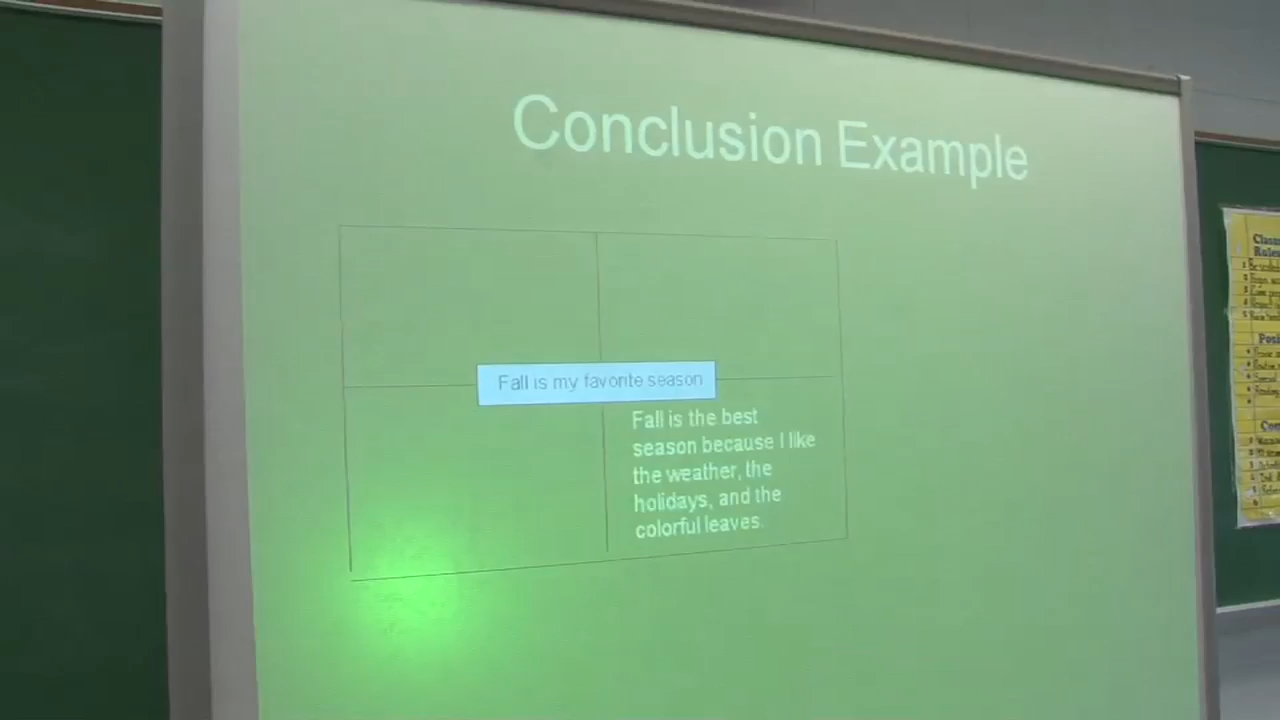 Conclusion Example
Fall is my favorite season
Fall is the best
season because I like
the weather, the
holidays, and the
colorful leaves.